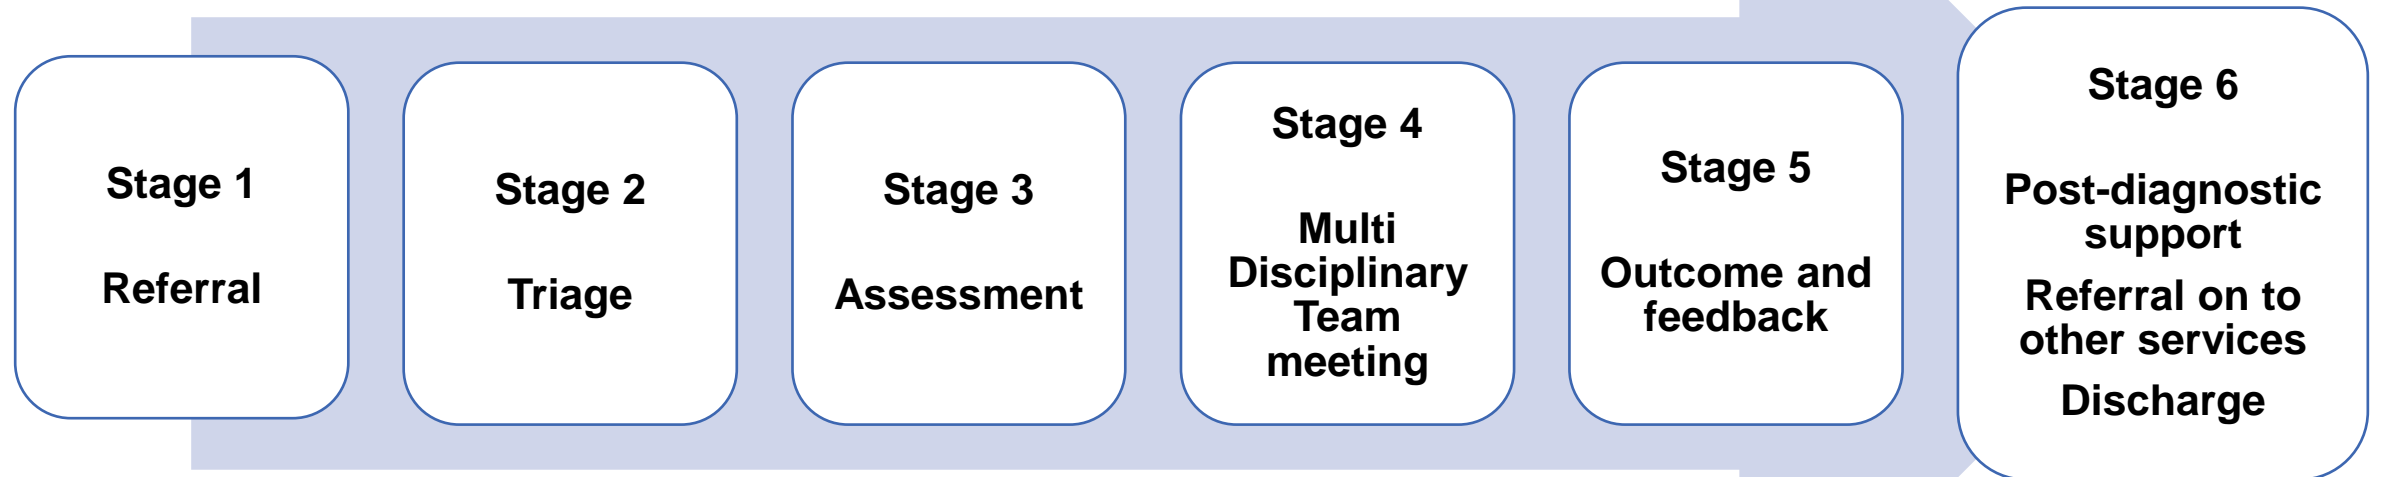 Stage 1
Referral
Stage 2
Triage
Stage 3
Assessment
Stage 4
Multi
Disciplinary
Team
meeting
Stage 5
Outcome and
feedback
Stage 6
Post-diagnostic
support
Referral on to
other services
Discharge